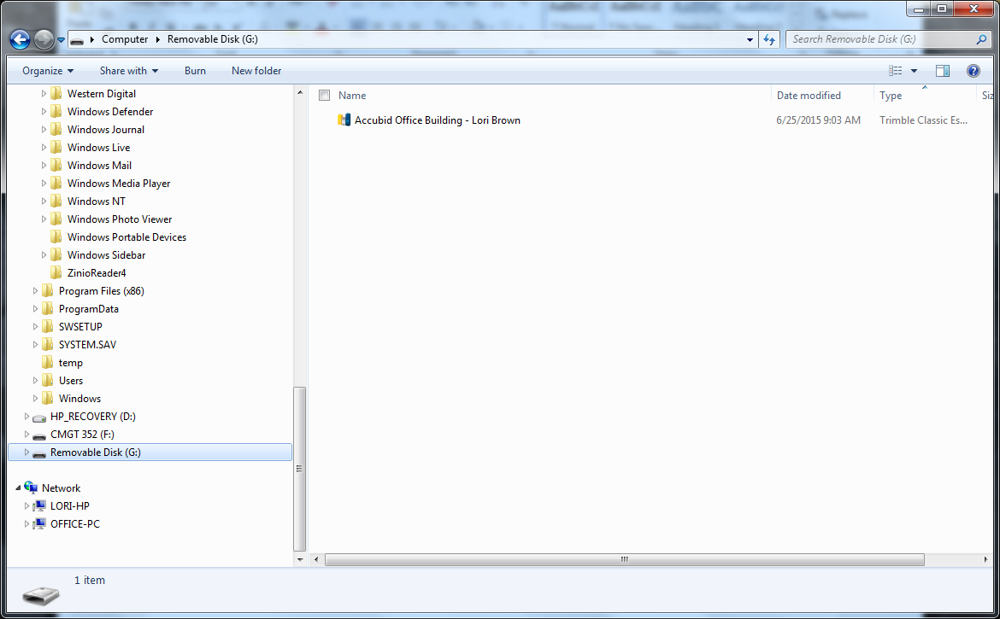 Computer Removable Disk (G:)
Search Removable Disk (G:)
Organize Share with Burn New folder
Western Digital
Windows Defender
Windows Journal
Windows Live
Windows Mail
Windows Media Player
Windows NT
Windows Photo Viewer
Windows Portable Devices
Windows Sidebar
ZinioReader4
Program Files (x86)
ProgramData
SWSETUP
SYSTEM.SAV
temp
Users
Windows
HP_RECOVERY (D:)
CMGT 352 (F:)
Removable Disk (G:)
Network
LORI-HP
OFFICE-PC
Name Date modified Type Siz
Accubid Office Building - Lori Brown 6/25/2015 9:03 AM Trimble Classic Es...
1 item